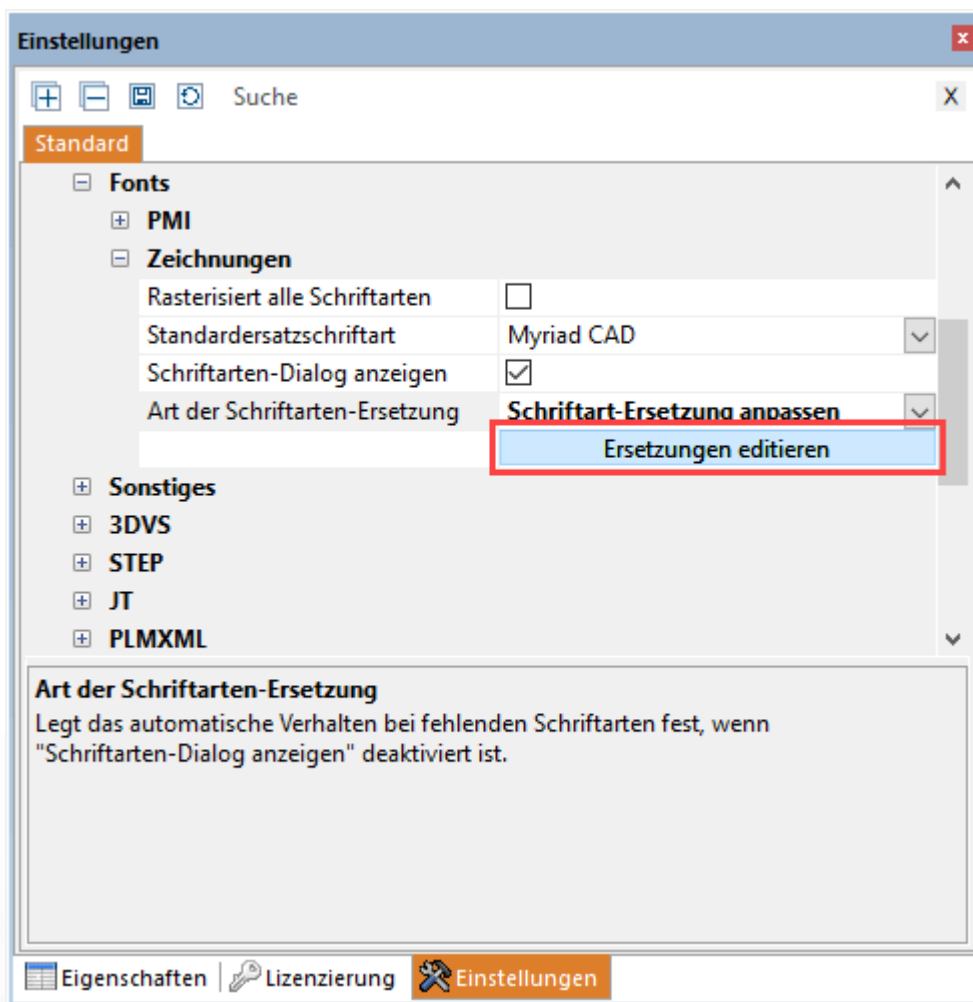 Einstellungen
x
Suche X
Standard
Fonts
PMI
Zeichnungen
Rasterisiert alle Schriftarten
Standardersatzschriftart Myriad CAD
Schriftarten-Dialog anzeigen
Art der Schriftarten-Ersetzung Schriftart-Ersetzung anpassen
Ersetzungen editieren
Sonstiges
3DVS
STEP
JT
PLMXML
Art der Schriftarten-Ersetzung
Legt das automatische Verhalten bei fehlenden Schriftarten fest, wenn
"Schriftarten-Dialog anzeigen" deaktiviert ist.
Eigenschaften Lizenzierung Einstellungen